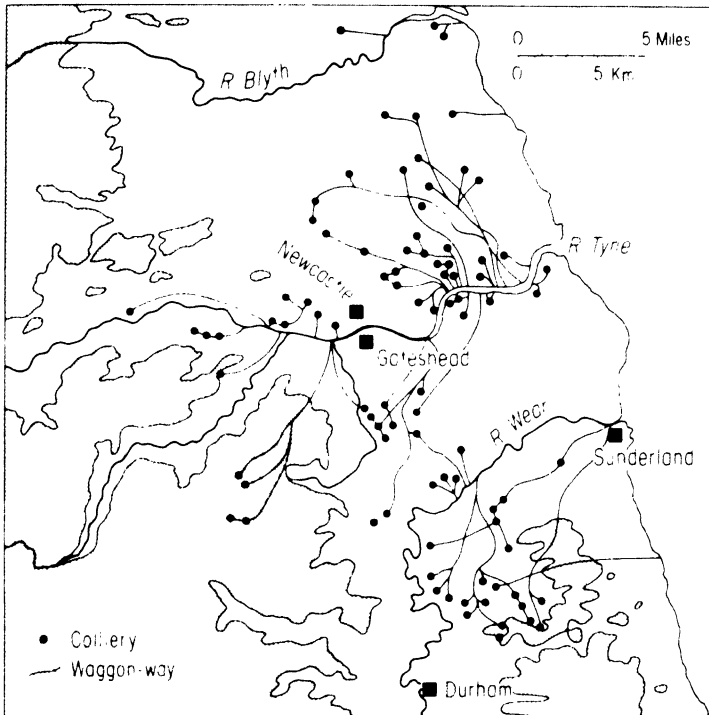 0 5 Miles
0 5 Km
R Blyth
R Tyne
Newcastle
Gateshead
R Wear
Sunderland
Colliery
Waggon-way
Durham